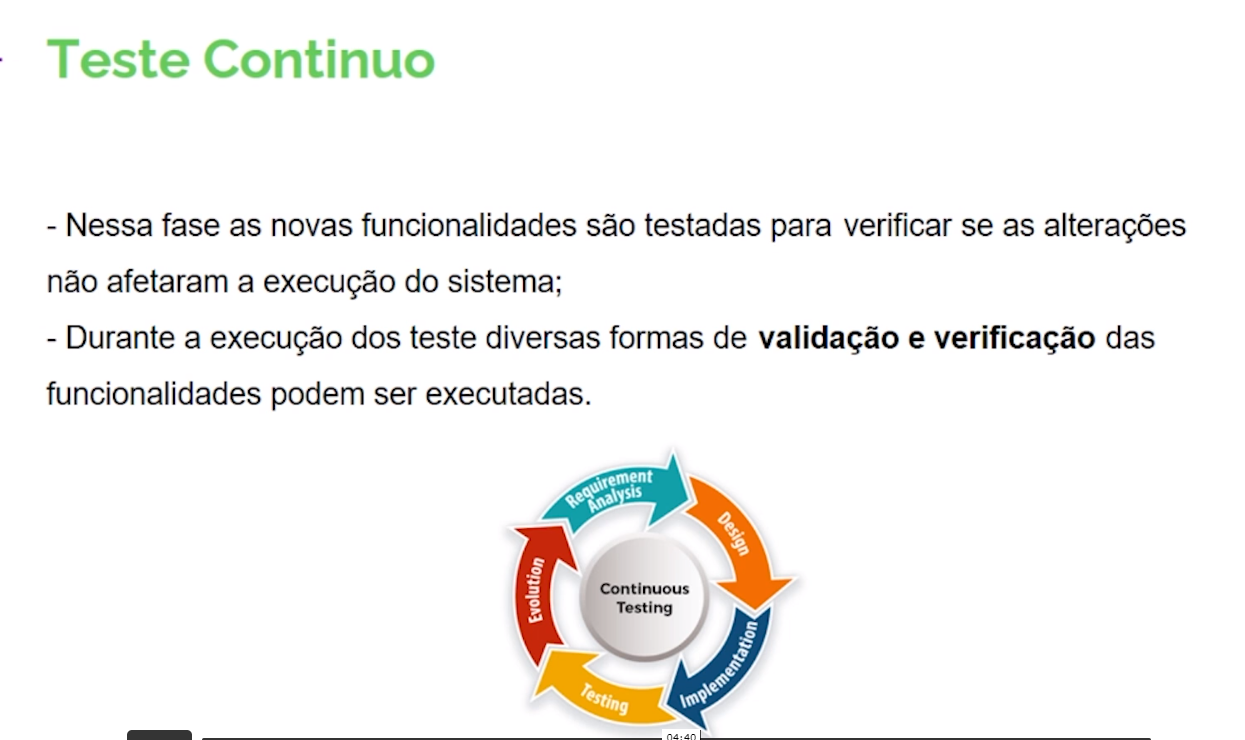 Teste Continuo
- Nessa fase as novas funcionalidades são testadas para verificar se as alterações
não afetaram a execução do sistema;
- Durante a execução dos teste diversas formas de validação e verificação das
funcionalidades podem ser executadas.
Requirement
Analysis
Design
Implementation
Testing
Evolution
Continuous
Testing
04:40